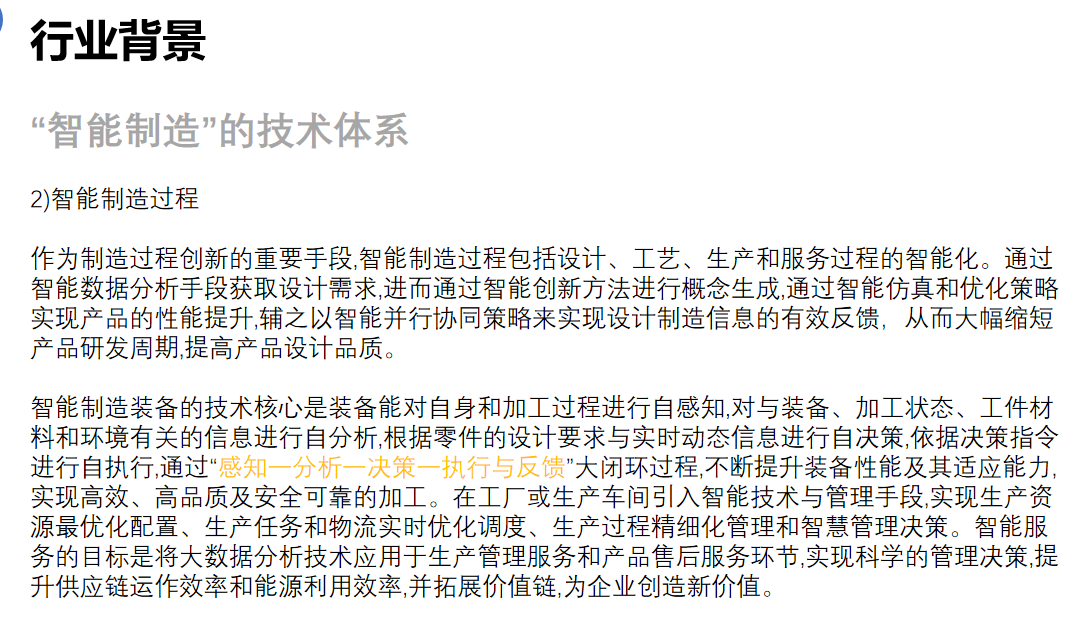 行业背景
“智能制造”的技术体系
2)智能制造过程
作为制造过程创新的重要手段,智能制造过程包括设计、工艺、生产和服务过程的智能化。通过
智能数据分析手段获取设计需求,进而通过智能创新方法进行概念生成,通过智能仿真和优化策略
实现产品的性能提升,辅之以智能并行协同策略来实现设计制造信息的有效反馈，从而大幅缩短
产品研发周期,提高产品设计品质。
智能制造装备的技术核心是装备能对自身和加工过程进行自感知,对与装备、加工状态、工件材
料和环境有关的信息进行自分析,根据零件的设计要求与实时动态信息进行自决策,依据决策指令
进行自执行,通过“感知一分析一决策一执行与反馈”大闭环过程,不断提升装备性能及其适应能力,
实现高效、高品质及安全可靠的加工。在工厂或生产车间引入智能技术与管理手段,实现生产资
源最优化配置、生产任务和物流实时优化调度、生产过程精细化管理和智慧管理决策。智能服
务的目标是将大数据分析技术应用于生产管理服务和产品售后服务环节,实现科学的管理决策,提
升供应链运作效率和能源利用效率,并拓展价值链,为企业创造新价值。